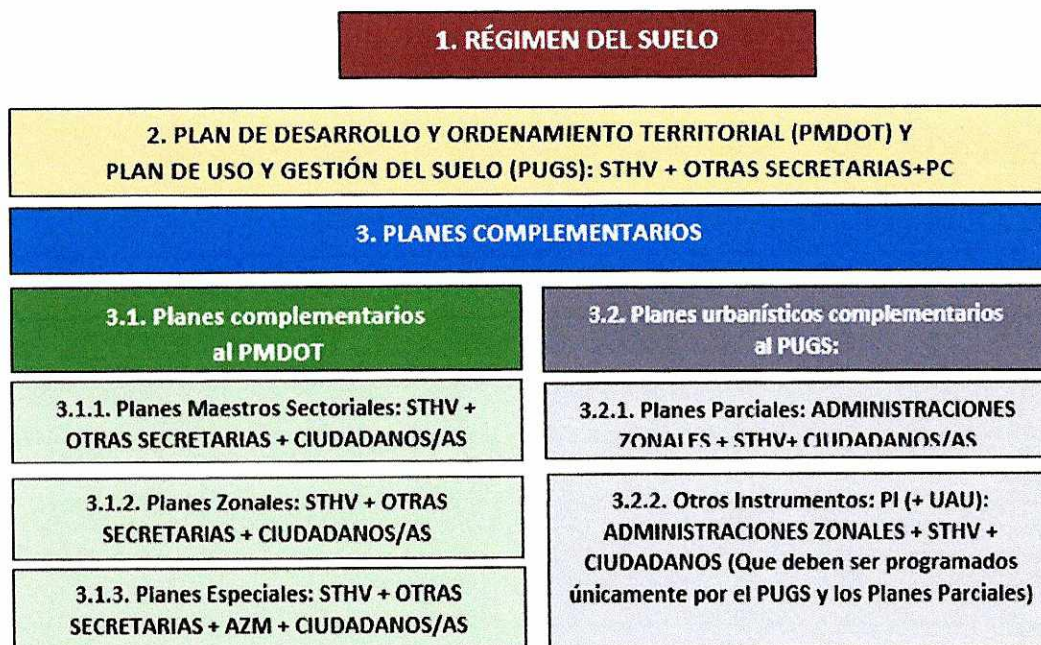 1. RÉGIMEN DEL SUELO
2. PLAN DE DESARROLLO Y ORDENAMIENTO TERRITORIAL (PMDOT) Y
PLAN DE USO Y GESTIÓN DEL SUELO (PUGS): STHV + OTRAS SECRETARIAS+PC
3. PLANES COMPLEMENTARIOS
3.1. Planes complementarios
al PMDOT
3.1.1. Planes Maestros Sectoriales: STHV +
OTRAS SECRETARIAS + CIUDADANOS/AS
3.1.2. Planes Zonales: STHV + OTRAS
SECRETARIAS + CIUDADANOS/AS
3.1.3. Planes Especiales: STHV + OTRAS
SECRETARIAS + AZM + CIUDADANOS/AS
3.2. Planes urbanísticos complementarios
al PUGS:
3.2.1. Planes Parciales: ADMINISTRACIONES
ZONALES + STHV+ CIUDADANOS/AS
3.2.2. Otros Instrumentos: PI (+ UAU):
ADMINISTRACIONES ZONALES + STHV +
CIUDADANOS (Que deben ser programados
únicamente por el PUGS y los Planes Parciales)